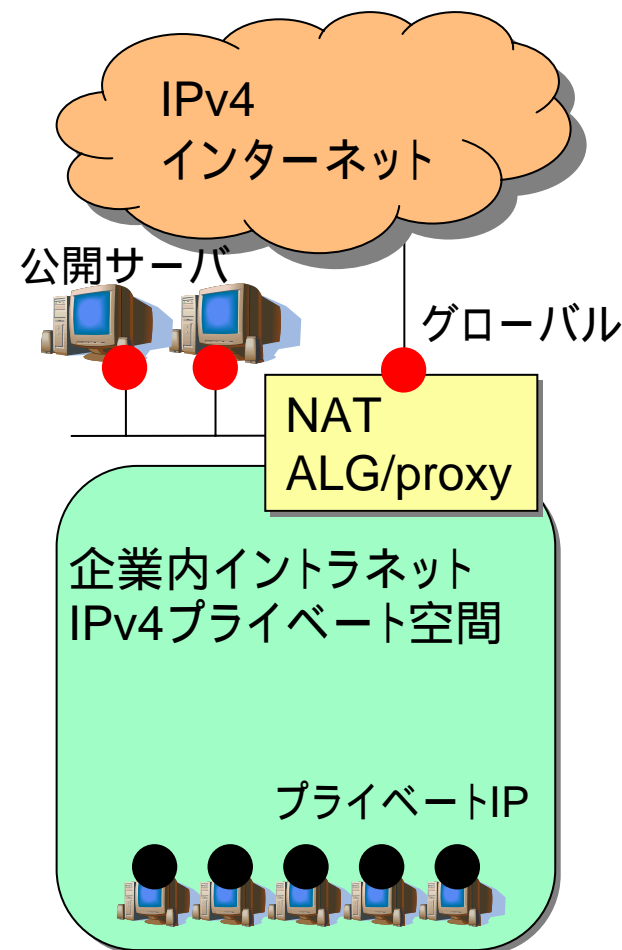 IPv4
インターネット
公開サーバ
グローバル
NAT
ALG/proxy
企業内イントラネット
IPv4プライベート空間
プライベートIP